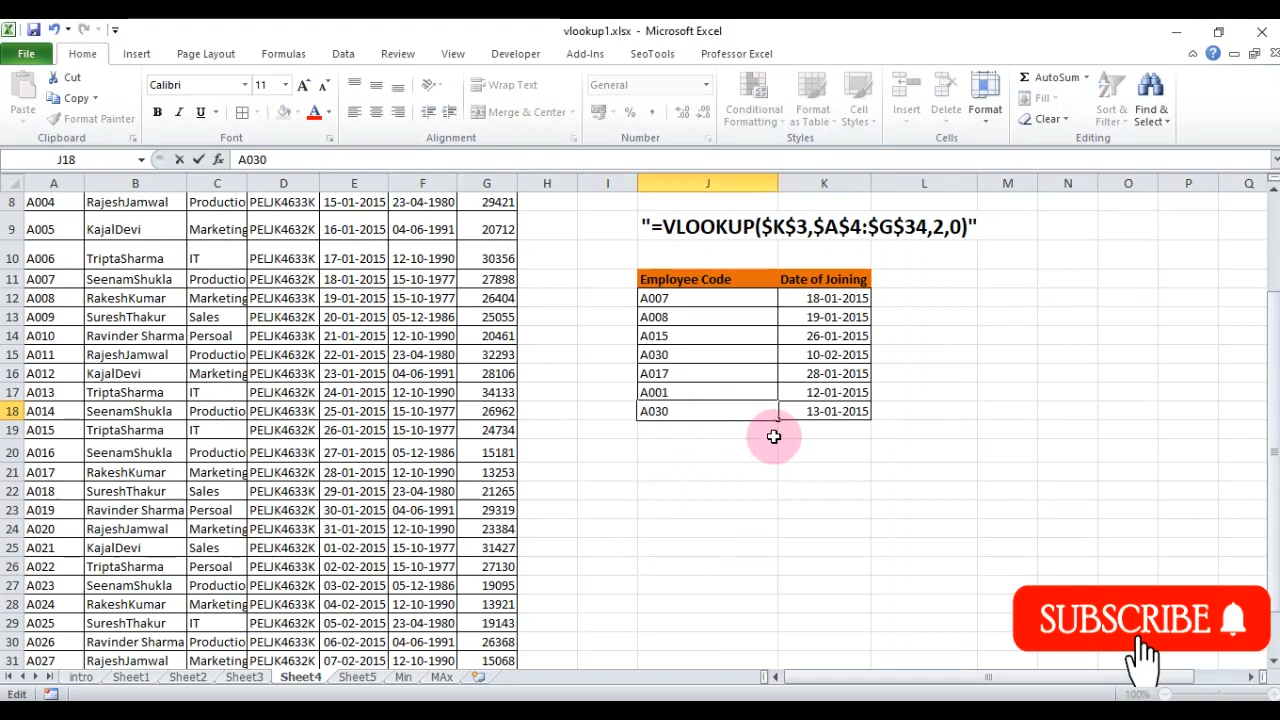 vlookup1.xlsx - Microsoft Excel
File Home Insert Page Layout Formulas Data Review View Developer Add-Ins SeoTools Professor Excel
Paste Cut Copy Format Painter Clipboard
Calibri 11 A A B I U A Font
Wrap Text Merge & Center Alignment
General % , Number
Conditional Formatting Format as Table Cell Styles Styles
Insert Delete Format Cells
Σ AutoSum Fill Clear Sort & Filter Find & Select Editing
J18 fx A030
A B C D E F G H I J K L M N O P Q
8 A004 RajeshJamwal Productio PELJK4633K 15-01-2015 23-04-1980 29421
9 A005 KajalDevi Marketing PELJK4632K 16-01-2015 04-06-1991 20712 "=VLOOKUP($K$3,$A$4:$G$34,2,0)"
10 A006 TriptaSharma IT PELJK4633K 17-01-2015 12-10-1990 30356
11 A007 SeenamShukla Productio PELJK4632K 18-01-2015 15-10-1977 27898 Employee Code Date of Joining
12 A008 RakeshKumar Marketing PELJK4633K 19-01-2015 15-10-1977 26404 A007 18-01-2015
13 A009 SureshThakur Sales PELJK4632K 20-01-2015 05-12-1986 25055 A008 19-01-2015
14 A010 Ravinder Sharma Persoal PELJK4633K 21-01-2015 12-10-1990 20461 A015 26-01-2015
15 A011 RajeshJamwal Productio PELJK4632K 22-01-2015 23-04-1980 32293 A030 10-02-2015
16 A012 KajalDevi Marketing PELJK4633K 23-01-2015 04-06-1991 28106 A017 28-01-2015
17 A013 TriptaSharma IT PELJK4632K 24-01-2015 12-10-1990 34133 A001 12-01-2015
18 A014 SeenamShukla Productio PELJK4633K 25-01-2015 15-10-1977 26962 A030 13-01-2015
19 A015 TriptaSharma IT PELJK4632K 26-01-2015 15-10-1977 24734
20 A016 SeenamShukla Productio PELJK4633K 27-01-2015 05-12-1986 15181
21 A017 RakeshKumar Marketing PELJK4632K 28-01-2015 12-10-1990 13253
22 A018 SureshThakur Sales PELJK4633K 29-01-2015 23-04-1980 21265
23 A019 Ravinder Sharma Persoal PELJK4632K 30-01-2015 04-06-1991 29319
24 A020 RajeshJamwal Marketing PELJK4633K 31-01-2015 12-10-1990 23384
25 A021 KajalDevi Sales PELJK4632K 01-02-2015 15-10-1977 31427
26 A022 TriptaSharma Persoal PELJK4633K 02-02-2015 15-10-1977 27130
27 A023 SeenamShukla Productio PELJK4632K 03-02-2015 05-12-1986 19095
28 A024 RakeshKumar Marketing PELJK4633K 04-02-2015 12-10-1990 13921
29 A025 SureshThakur IT PELJK4632K 05-02-2015 23-04-1980 19143
30 A026 Ravinder Sharma Productio PELJK4633K 06-02-2015 04-06-1991 26368
31 A027 RajeshJamwal Marketing PELJK4632K 07-02-2015 12-10-1990 15068
SUBSCRIBE
intro Sheet1 Sheet2 Sheet3 Sheet4 Sheet5 Min MAx
Edit 100%